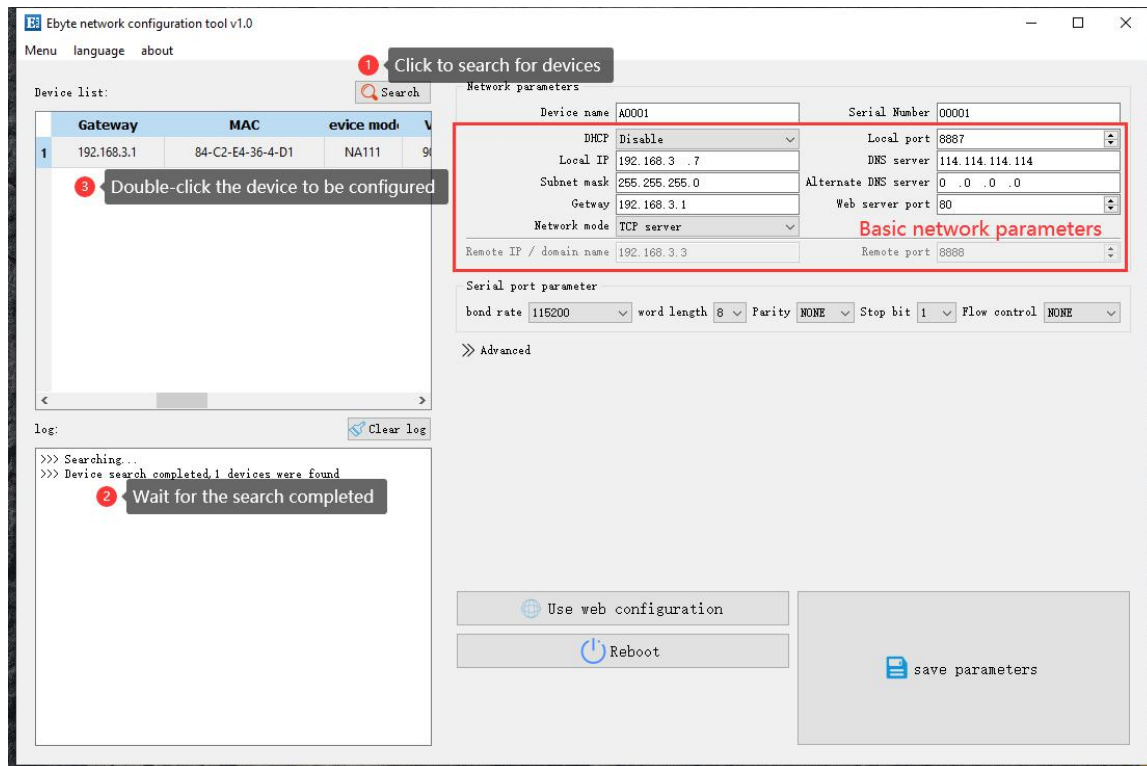 Ebyte network configuration tool v1.0
Menu language about
1 Click to search for devices
Device list:
Search
Gateway MAC evice mod
1 192.168.3.1 84-C2-E4-36-4-D1 NA111
3 Double-click the device to be configured
log:
Clear log
>>> Searching...
>>> Device search completed,1 devices were found
2 Wait for the search completed
Network parameters
Device name A0001 Serial Number 00001
DHCP Disable Local port 8887
Local IP 192.168.3 .7 DNS server 114.114.114.114
Subnet mask 255.255.255.0 Alternate DNS server 0 .0 .0 .0
Getway 192.168.3.1 Web server port 80
Network mode TCP server
Basic network parameters
Remote IP / domain name 192.168.3.3 Remote port 8888
Serial port parameter
bond rate 115200 word length 8 Parity NONE Stop bit 1 Flow control NONE
Advanced
Use web configuration
Reboot
save parameters